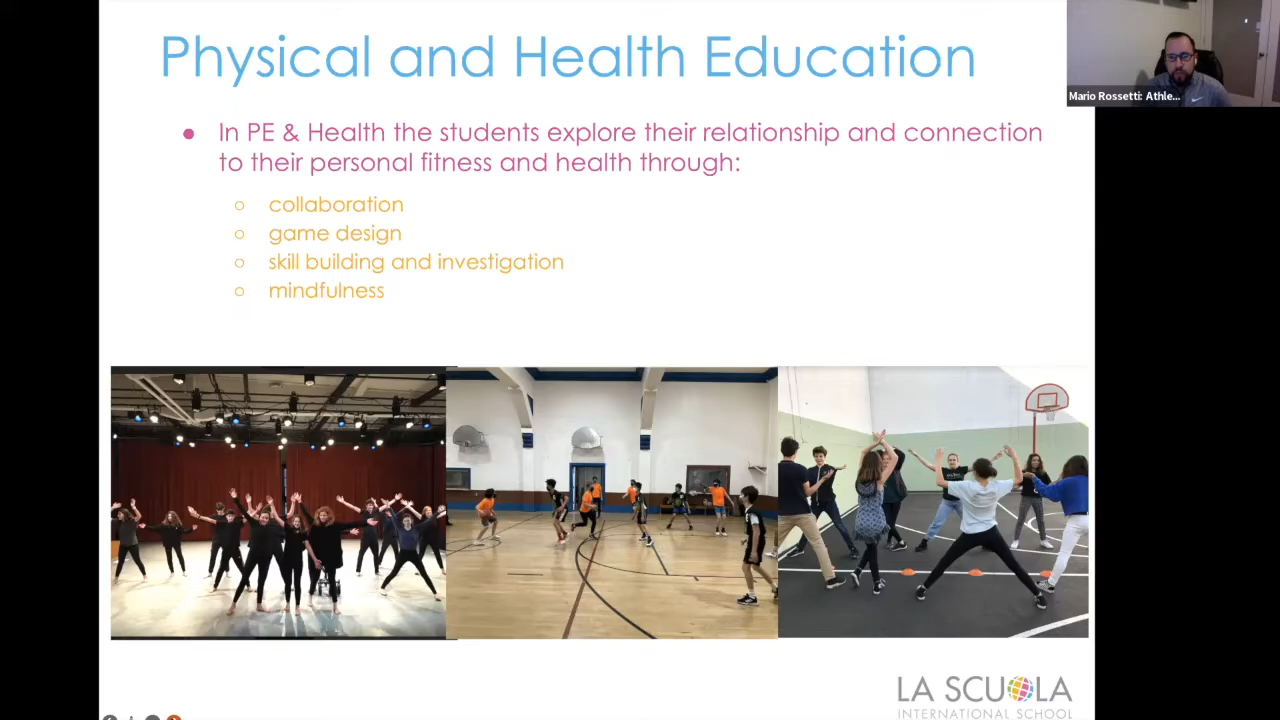 Physical and Health Education
Mario Rossetti: Athle...
● In PE & Health the students explore their relationship and connection
to their personal fitness and health through:
○ collaboration
○ game design
○ skill building and investigation
○ mindfulness
LA SCUOLA
INTERNATIONAL SCHOOL